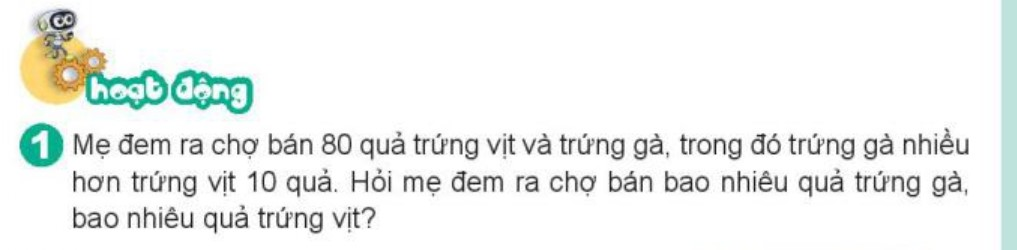 hoạt động
1 Mẹ đem ra chợ bán 80 quả trứng vịt và trứng gà, trong đó trứng gà nhiều
hơn trứng vịt 10 quả. Hỏi mẹ đem ra chợ bán bao nhiêu quả trứng gà,
bao nhiêu quả trứng vịt?